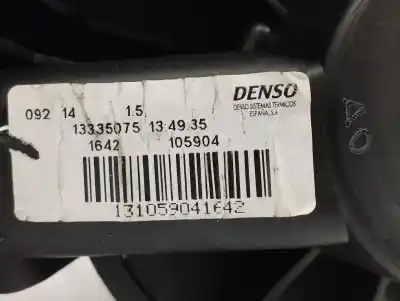 DENSO
DENSO SISTEMAS TERMICOS
ESPAÑA, S.A
092 14 1.5
13335075 13:49:35
1642 105904
131059041642